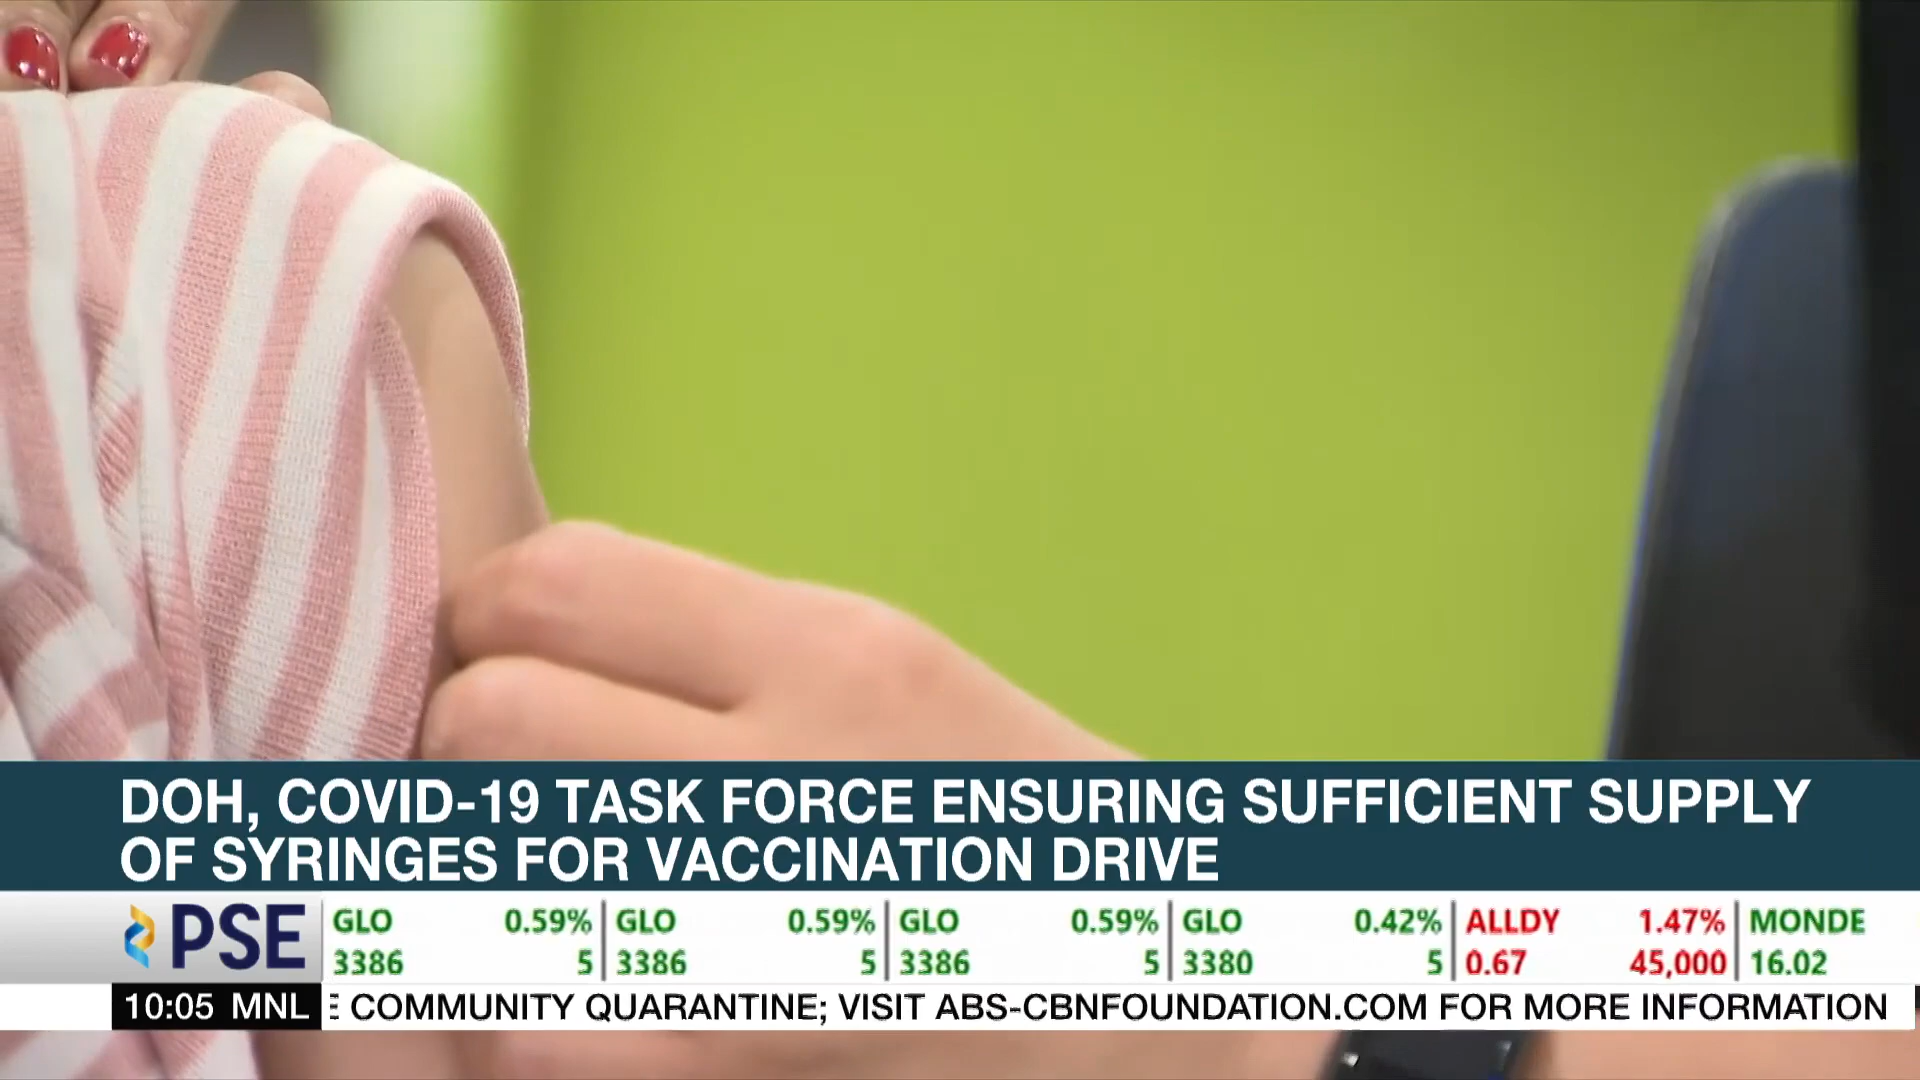 DOH, COVID-19 TASK FORCE ENSURING SUFFICIENT SUPPLY
OF SYRINGES FOR VACCINATION DRIVE
PSE
GLO 0.59% GLO 0.59% GLO 0.59% GLO 0.42% ALLDY 1.47% MONDE
3386 5 3386 5 3386 5 3380 5 0.67 45,000 16.02
10:05 MNL COMMUNITY QUARANTINE; VISIT ABS-CBNFOUNDATION.COM FOR MORE INFORMATION